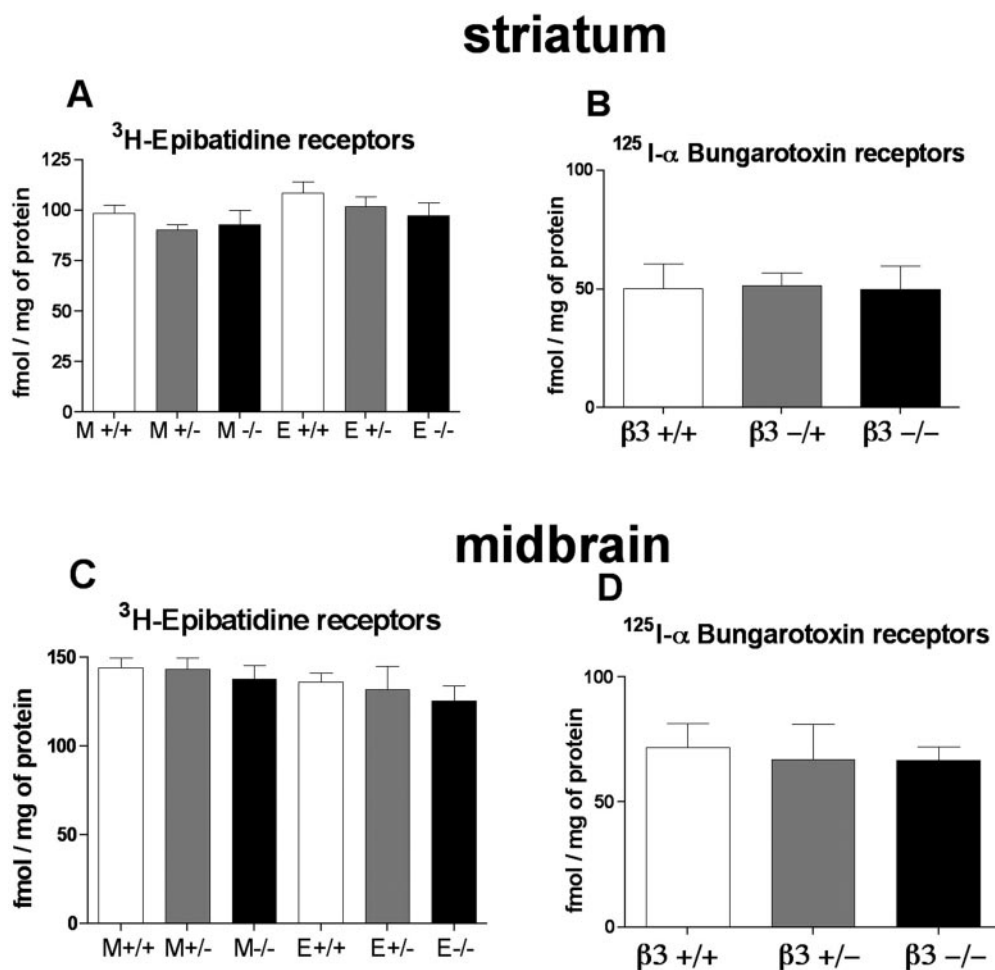 striatum
A
³H-Epibatidine receptors
fmol / mg of protein
125
100
75
50
25
0
M +/+ M +/- M -/- E +/+ E +/- E -/-
B
¹²⁵ I-α Bungarotoxin receptors
fmol / mg of protein
100
50
0
β3 +/+ β3 −/+ β3 −/−
midbrain
C
³H-Epibatidine receptors
fmol / mg of protein
150
100
50
0
M+/+ M+/- M-/- E+/+ E+/- E-/-
D
¹²⁵I-α Bungarotoxin receptors
fmol / mg of protein
100
50
0
β3 +/+ β3 +/− β3 −/−